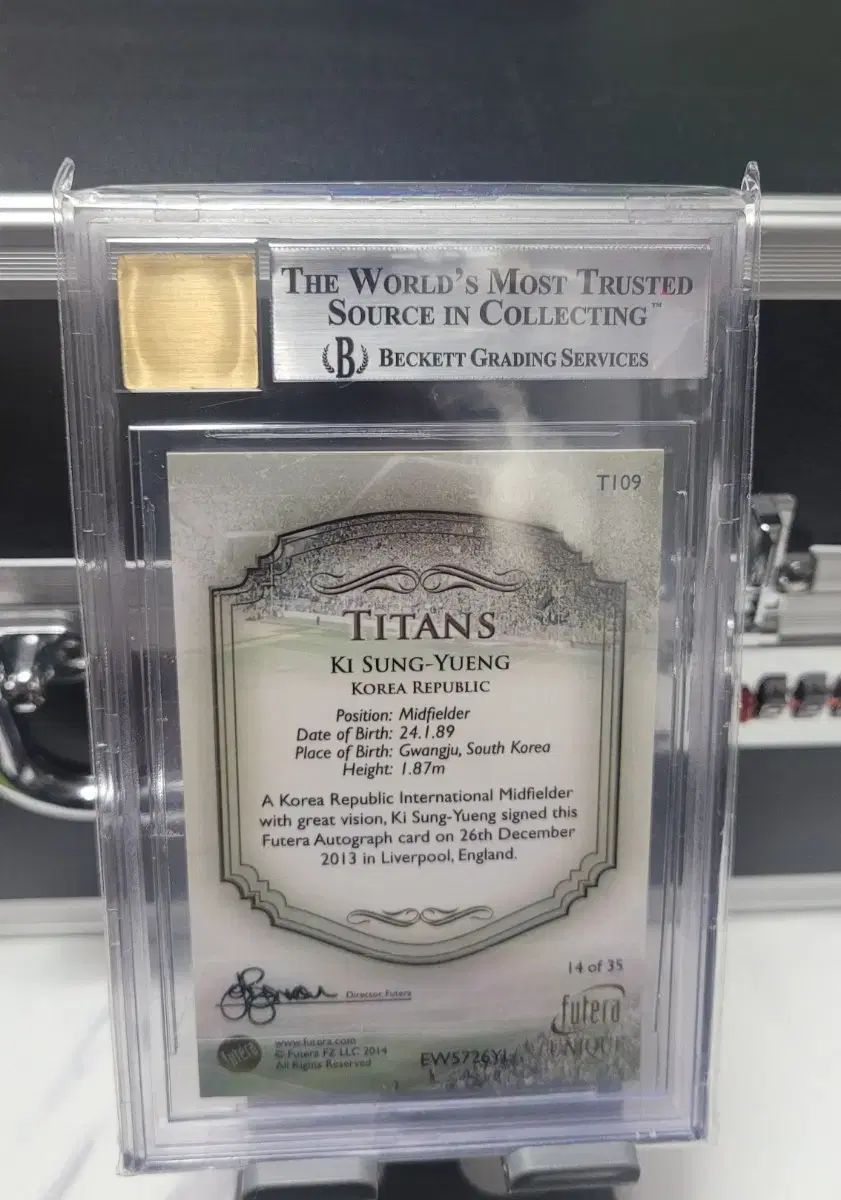 THE WORLD'S MOST TRUSTED
SOURCE IN COLLECTING™
B BECKETT GRADING SERVICES
T109
TITANS
KI SUNG-YUENG
KOREA REPUBLIC
Position: Midfielder
Date of Birth: 24.1.89
Place of Birth: Gwangju, South Korea
Height: 1.87m
A Korea Republic International Midfielder
with great vision, Ki Sung-Yueng signed this
Futera Autograph card on 26th December
2013 in Liverpool, England.
14 of 35
Director, Futera
futera
UNIQUE
futera
www.futera.com
© Futera FZ LLC 2014
All Rights Reserved